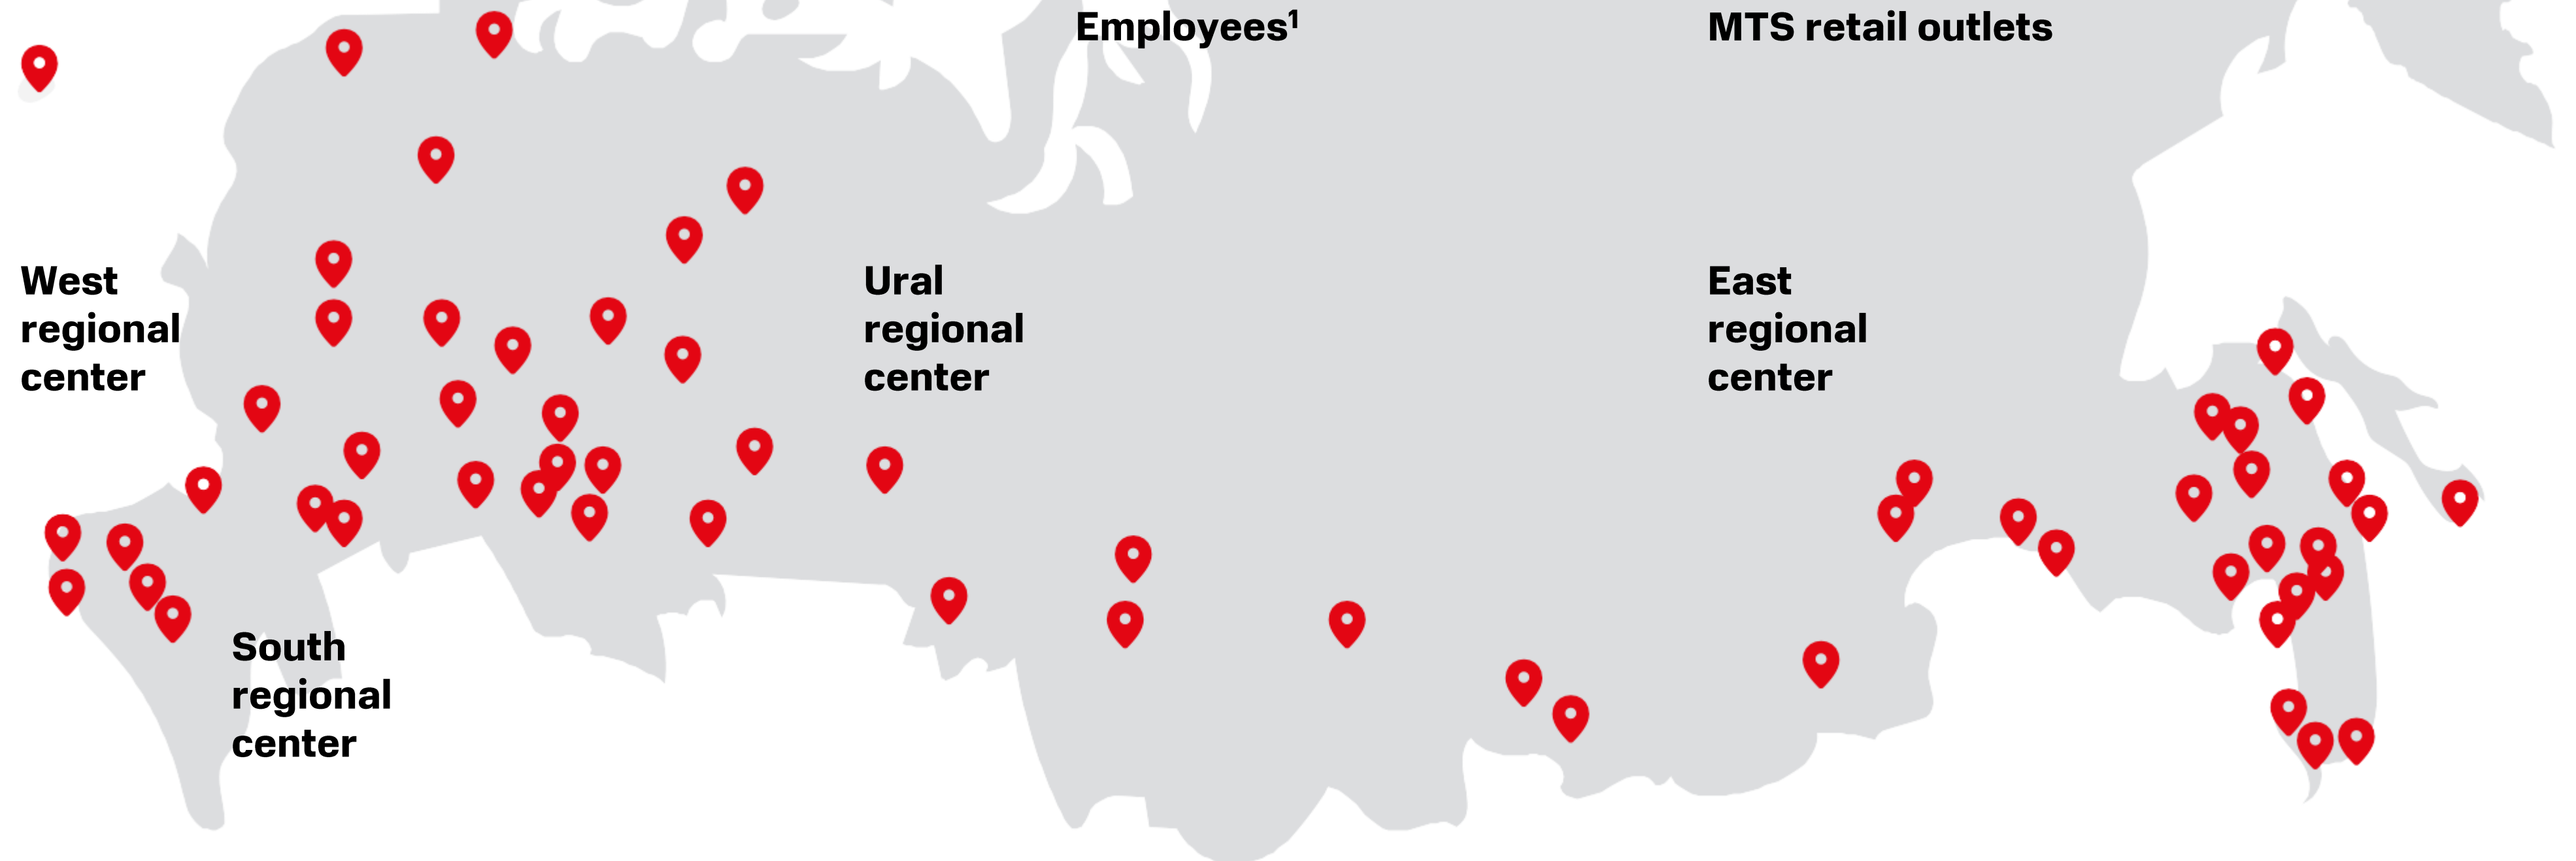 Employees¹
MTS retail outlets
West
regional
center
Ural
regional
center
East
regional
center
South
regional
center